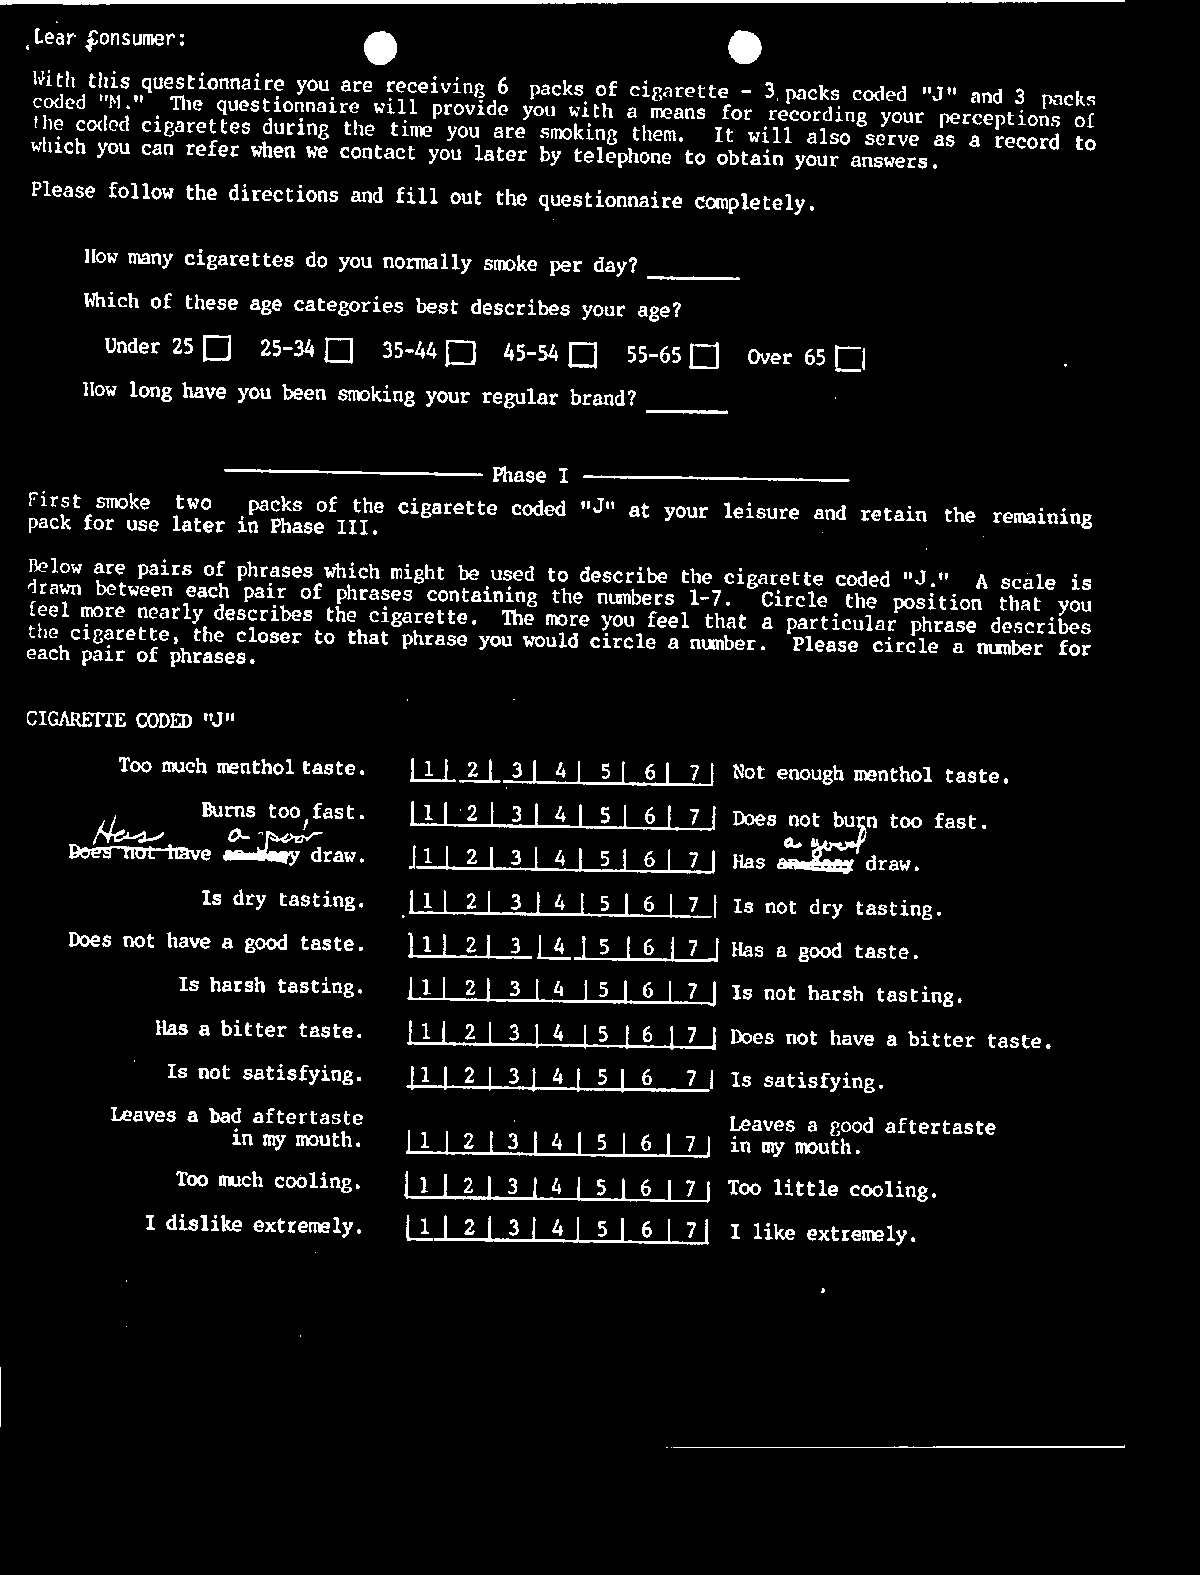 Dear Consumer:
With this questionnaire you are receiving 6 packs of cigarette - 3 packs coded "J" and 3 packs
coded "M." The questionnaire will provide you with a means for recording your perceptions of
the coded cigarettes during the time you are smoking them. It will also serve as a record to
which you can refer when we contact you later by telephone to obtain your answers.
Please follow the directions and fill out the questionnaire completely.
How many cigarettes do you normally smoke per day? ______
Which of these age categories best describes your age?
Under 25 □ 25-34 □ 35-44 □ 45-54 □ 55-65 □ Over 65 □
How long have you been smoking your regular brand? ______
Phase I
First smoke two packs of the cigarette coded "J" at your leisure and retain the remaining
pack for use later in Phase III.
Below are pairs of phrases which might be used to describe the cigarette coded "J." A scale is
drawn between each pair of phrases containing the numbers 1-7. Circle the position that you
feel more nearly describes the cigarette. The more you feel that a particular phrase describes
the cigarette, the closer to that phrase you would circle a number. Please circle a number for
each pair of phrases.
CIGARETTE CODED "J"
Too much menthol taste. |1| 2| 3| 4| 5| 6| 7| Not enough menthol taste.
Burns too fast. |1| 2| 3| 4| 5| 6| 7| Does not burn too fast.
Has a poor a good
Does not have draw. |1| 2| 3| 4| 5| 6| 7| Has draw.
Is dry tasting. |1| 2| 3| 4| 5| 6| 7| Is not dry tasting.
Does not have a good taste. |1| 2| 3| 4| 5| 6| 7| Has a good taste.
Is harsh tasting. |1| 2| 3| 4| 5| 6| 7| Is not harsh tasting.
Has a bitter taste. |1| 2| 3| 4| 5| 6| 7| Does not have a bitter taste.
Is not satisfying. |1| 2| 3| 4| 5| 6 7| Is satisfying.
Leaves a bad aftertaste Leaves a good aftertaste
in my mouth. |1| 2| 3| 4| 5| 6| 7| in my mouth.
Too much cooling. |1| 2| 3| 4| 5| 6| 7| Too little cooling.
I dislike extremely. |1| 2| 3| 4| 5| 6| 7| I like extremely.